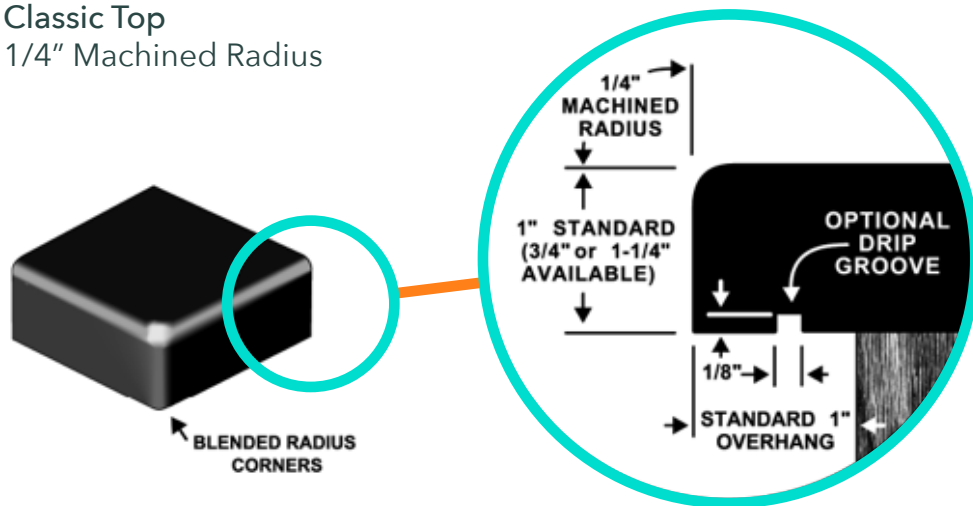 Classic Top
1/4” Machined Radius
1/4"
MACHINED
RADIUS
1" STANDARD
(3/4" or 1-1/4"
AVAILABLE)
OPTIONAL
DRIP
GROOVE
1/8"
STANDARD 1"
OVERHANG
BLENDED RADIUS
CORNERS